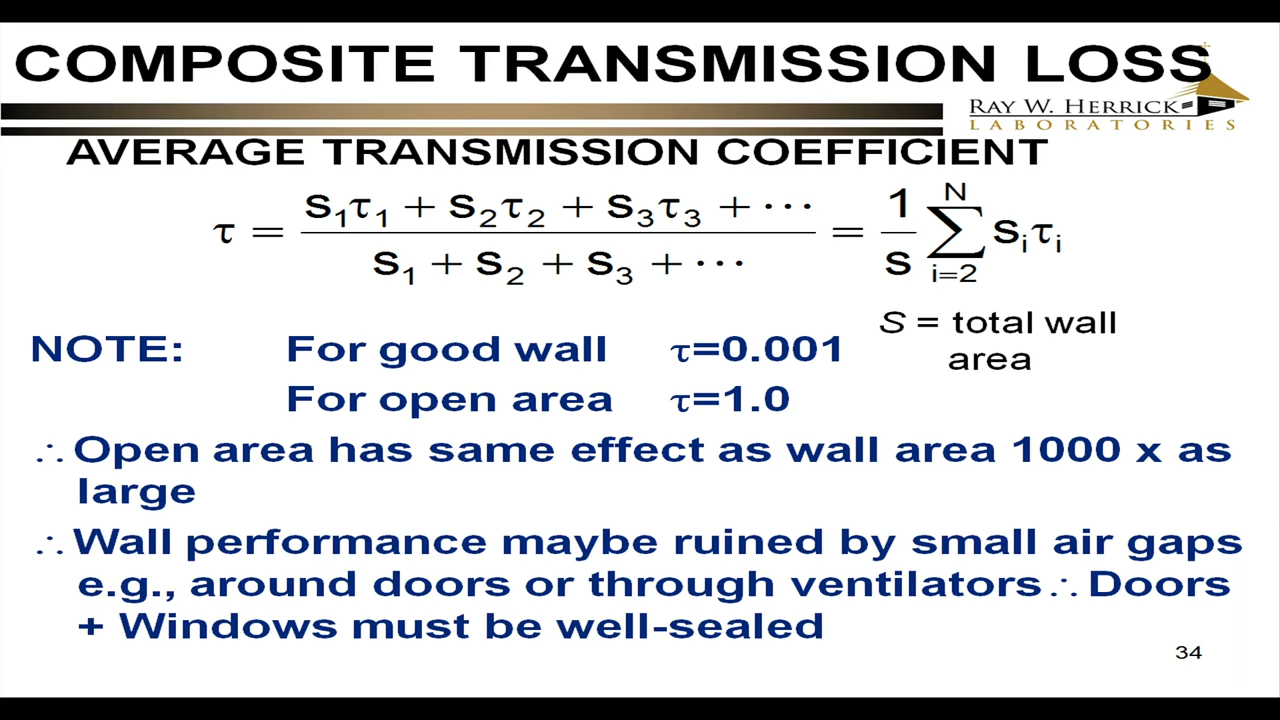 COMPOSITE TRANSMISSION LOSS
RAY W. HERRICK
LABORATORIES
AVERAGE TRANSMISSION COEFFICIENT
τ = (S₁τ₁ + S₂τ₂ + S₃τ₃ + ⋯) / (S₁ + S₂ + S₃ + ⋯) = (1/S) ∑_{i=2}^{N} Sᵢτᵢ
S = total wall
area
NOTE: For good wall τ=0.001
For open area τ=1.0
∴ Open area has same effect as wall area 1000 x as
large
∴ Wall performance maybe ruined by small air gaps
e.g., around doors or through ventilators ∴ Doors
+ Windows must be well-sealed
34